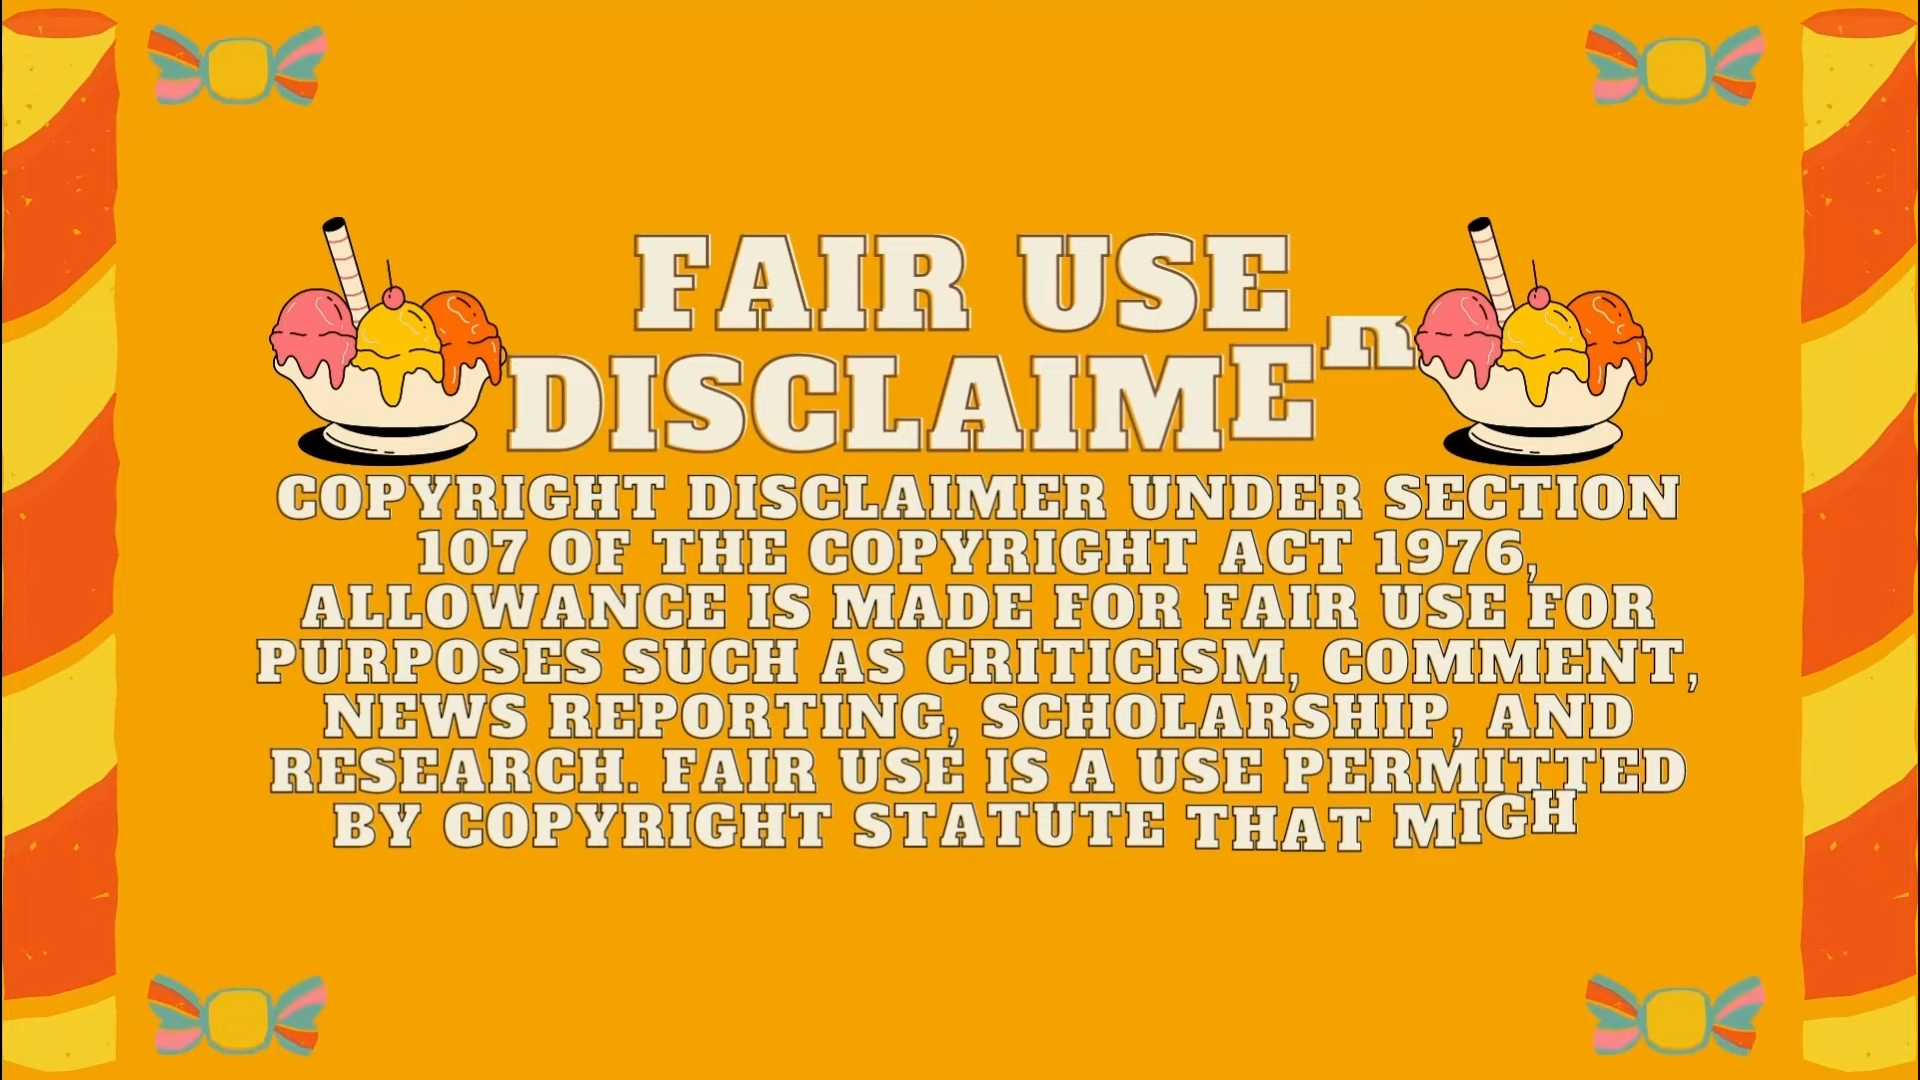 FAIR USE
DISCLAIMER
COPYRIGHT DISCLAIMER UNDER SECTION
107 OF THE COPYRIGHT ACT 1976,
ALLOWANCE IS MADE FOR FAIR USE FOR
PURPOSES SUCH AS CRITICISM, COMMENT,
NEWS REPORTING, SCHOLARSHIP, AND
RESEARCH. FAIR USE IS A USE PERMITTED
BY COPYRIGHT STATUTE THAT MIGH